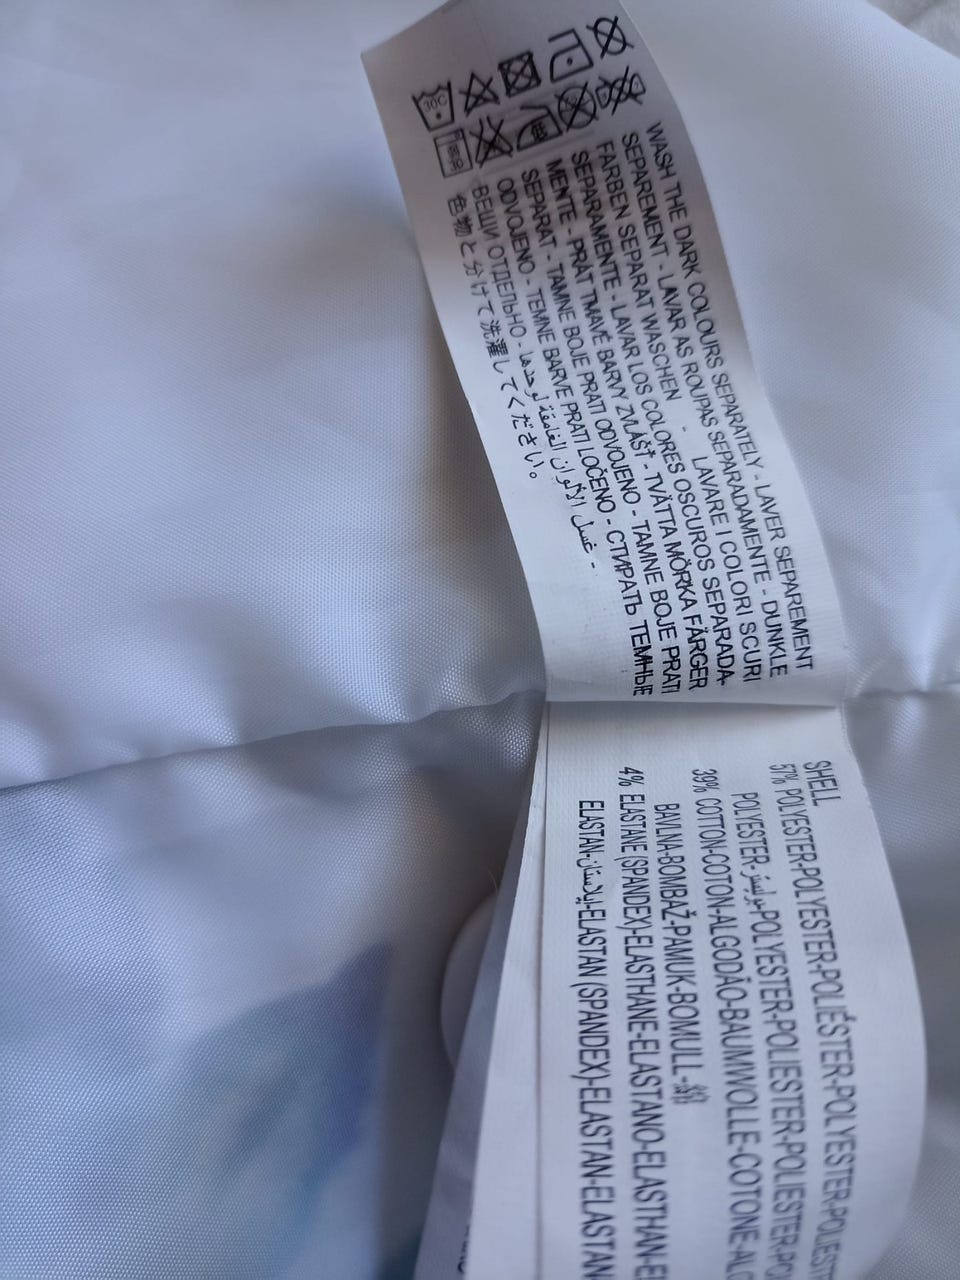 30C
WASH THE DARK COLOURS SEPARATELY - LAVER SEPAREMENT
SEPAREMENT - LAVAR AS ROUPAS SEPARADAMENTE - DUNKLE
FARBEN SEPARAT WASCHEN - LAVARE I COLORI SCURI
SEPARAMENTE - LAVAR LOS COLORES OSCUROS SEPARADA-
MENTE - PRÁT TMAVÉ BARVY ZVLÁŠŤ - TVÄTTA MÖRKA FÄRGER
SEPARAT - TAMNE BOJE PRATI ODVOJENO - TAMNE BOJE PRATI
ODVOJENO - TEMNE BARVE PRATI LOČENO - СТИРАТЬ ТЕМНЫЕ
ВЕЩИ ОТДЕЛЬНО - غسل الألوان الغامقة لوحدها -
色物と分けて洗濯してください。
SHELL
57% POLYESTER-POLYESTER-POLIÉSTER-POLYESTER-POLIEST
POLYESTER-بوليستر-POLYESTER-POLIESTER-POLIESTER-PO
39% COTTON-COTON-ALGODÃO-BAUMWOLLE-COTONE-AL
BAVLNA-BOMBAŽ-PAMUK-BOMULL-綿
4% ELASTANE (SPANDEX)-ELASTHANE-ELASTANO-ELASTHAN-E
ELASTAN-إيلاستان-ELASTAN (SPANDEX)-ELASTAN-ELASTAN